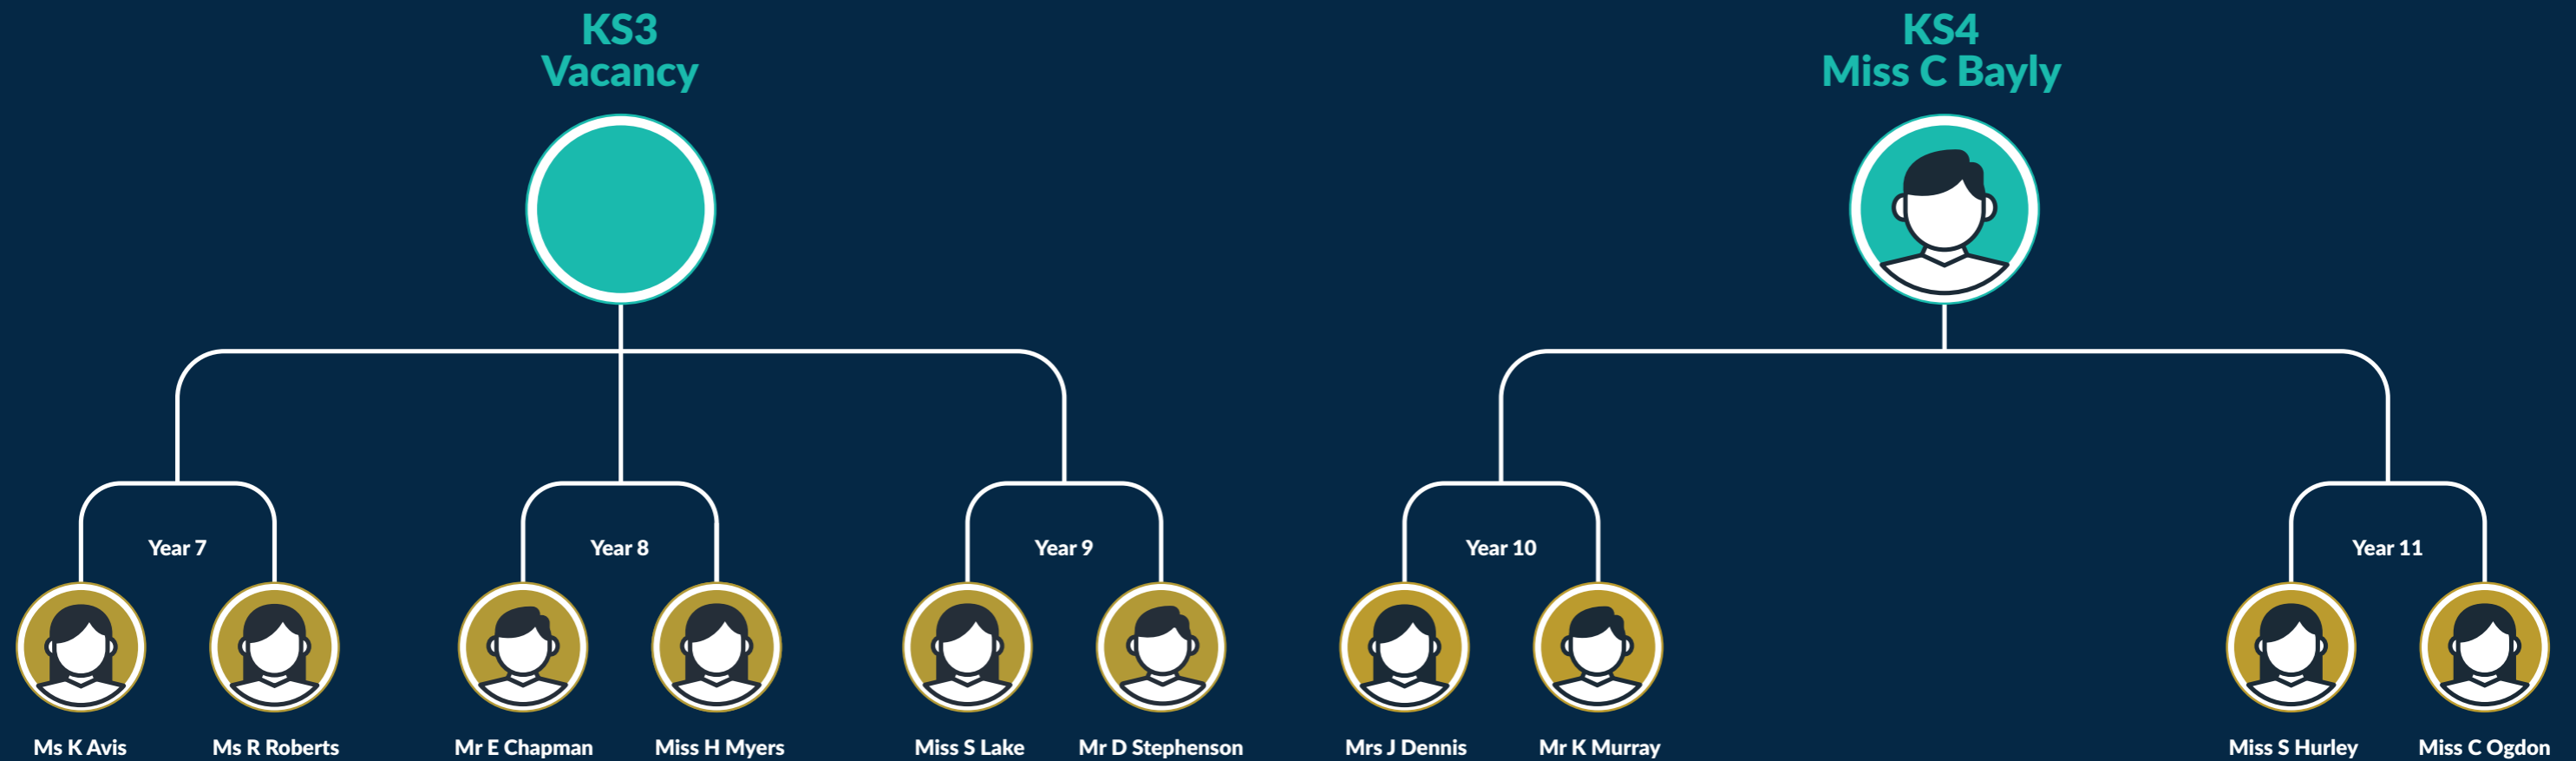 KS3
Vacancy
KS4
Miss C Bayly
Year 7
Year 8
Year 9
Year 10
Year 11
Ms K Avis
Ms R Roberts
Mr E Chapman
Miss H Myers
Miss S Lake
Mr D Stephenson
Mrs J Dennis
Mr K Murray
Miss S Hurley
Miss C Ogdon